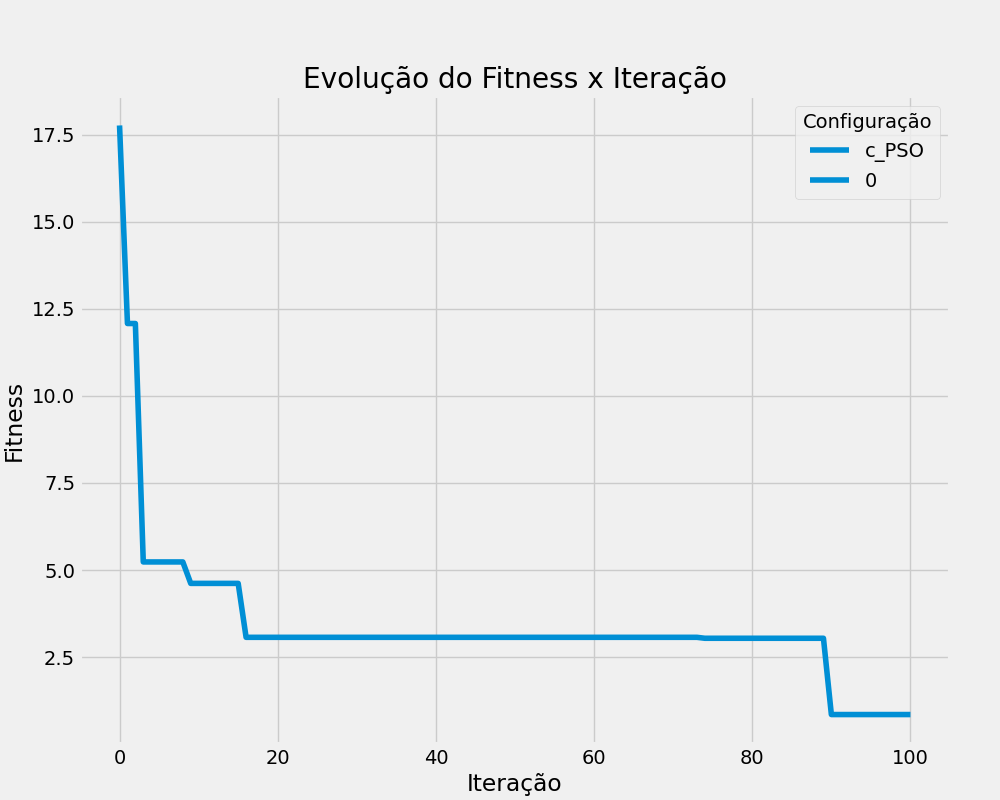 Evolução do Fitness x Iteração
Configuração
c_PSO
0
Fitness
17.5
15.0
12.5
10.0
7.5
5.0
2.5
0 20 40 60 80 100
Iteração